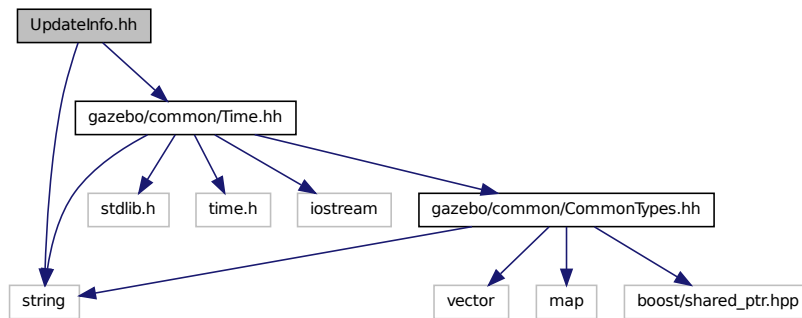 UpdateInfo.hh
gazebo/common/Time.hh
stdlib.h
time.h
iostream
gazebo/common/CommonTypes.hh
string
vector
map
boost/shared_ptr.hpp